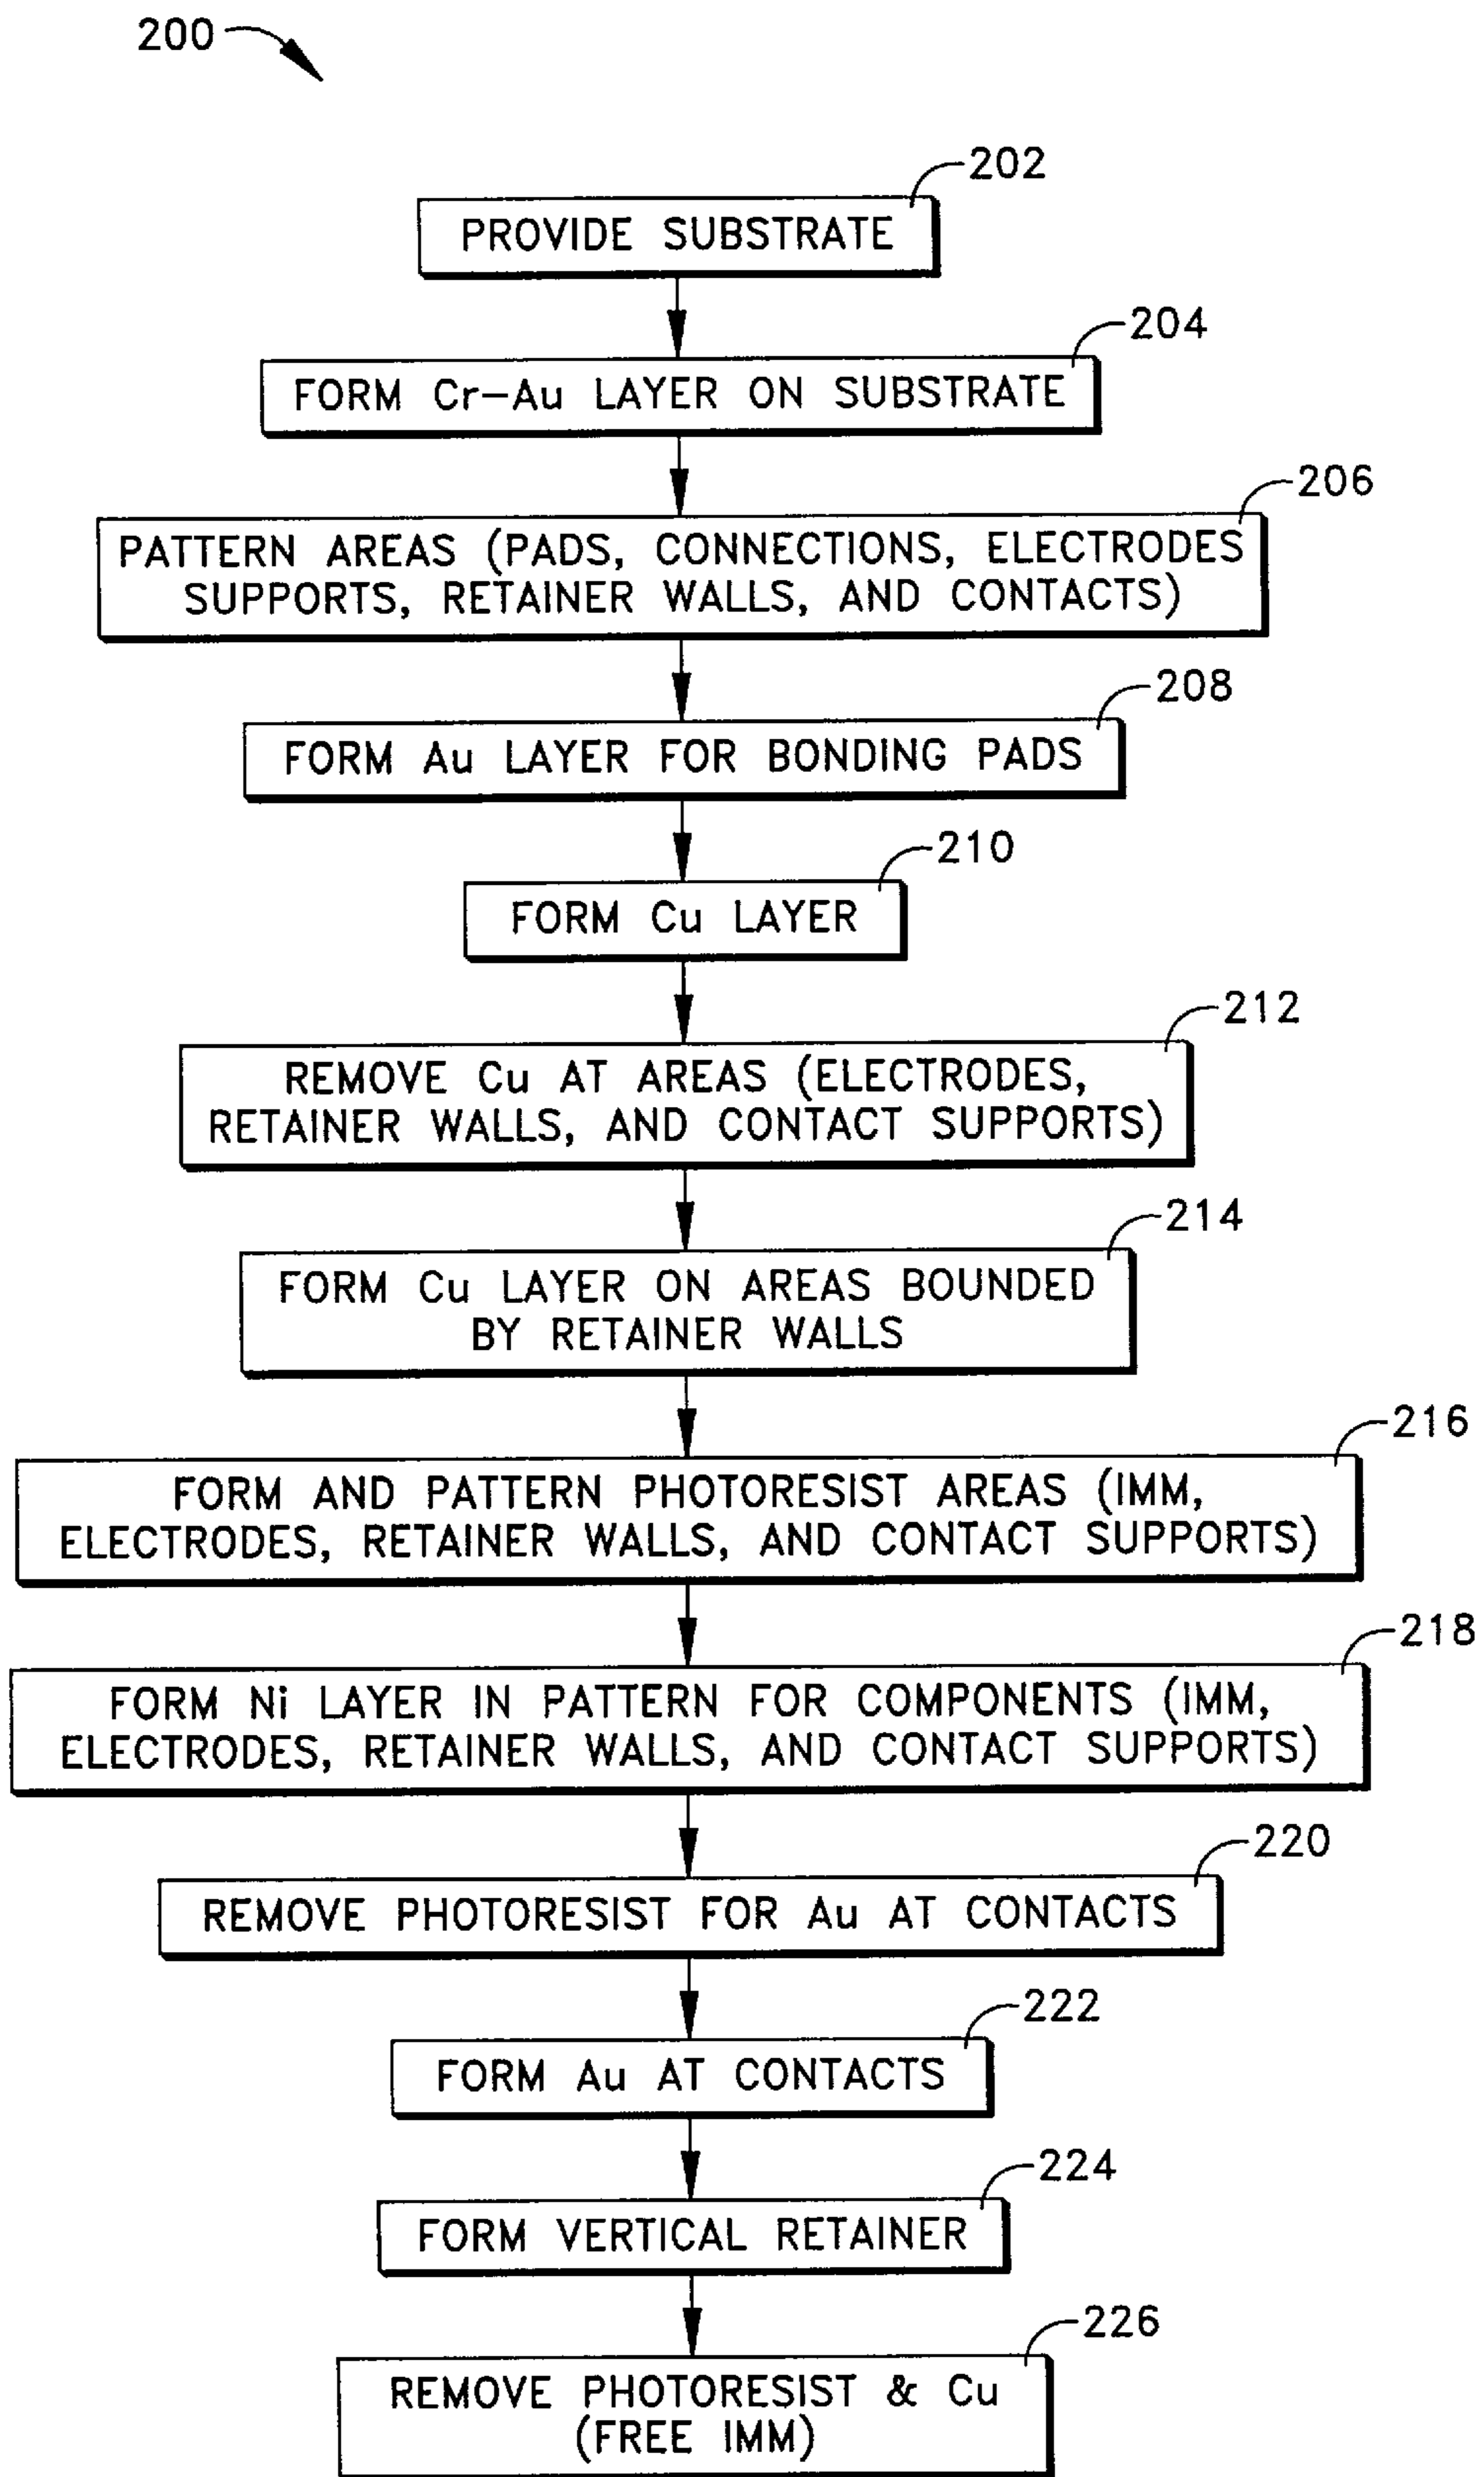 200
202
PROVIDE SUBSTRATE
204
FORM Cr-Au LAYER ON SUBSTRATE
206
PATTERN AREAS (PADS, CONNECTIONS, ELECTRODES
SUPPORTS, RETAINER WALLS, AND CONTACTS)
208
FORM Au LAYER FOR BONDING PADS
210
FORM Cu LAYER
212
REMOVE Cu AT AREAS (ELECTRODES,
RETAINER WALLS, AND CONTACT SUPPORTS)
214
FORM Cu LAYER ON AREAS BOUNDED
BY RETAINER WALLS
216
FORM AND PATTERN PHOTORESIST AREAS (IMM,
ELECTRODES, RETAINER WALLS, AND CONTACT SUPPORTS)
218
FORM Ni LAYER IN PATTERN FOR COMPONENTS (IMM,
ELECTRODES, RETAINER WALLS, AND CONTACT SUPPORTS)
220
REMOVE PHOTORESIST FOR Au AT CONTACTS
222
FORM Au AT CONTACTS
224
FORM VERTICAL RETAINER
226
REMOVE PHOTORESIST & Cu
(FREE IMM)